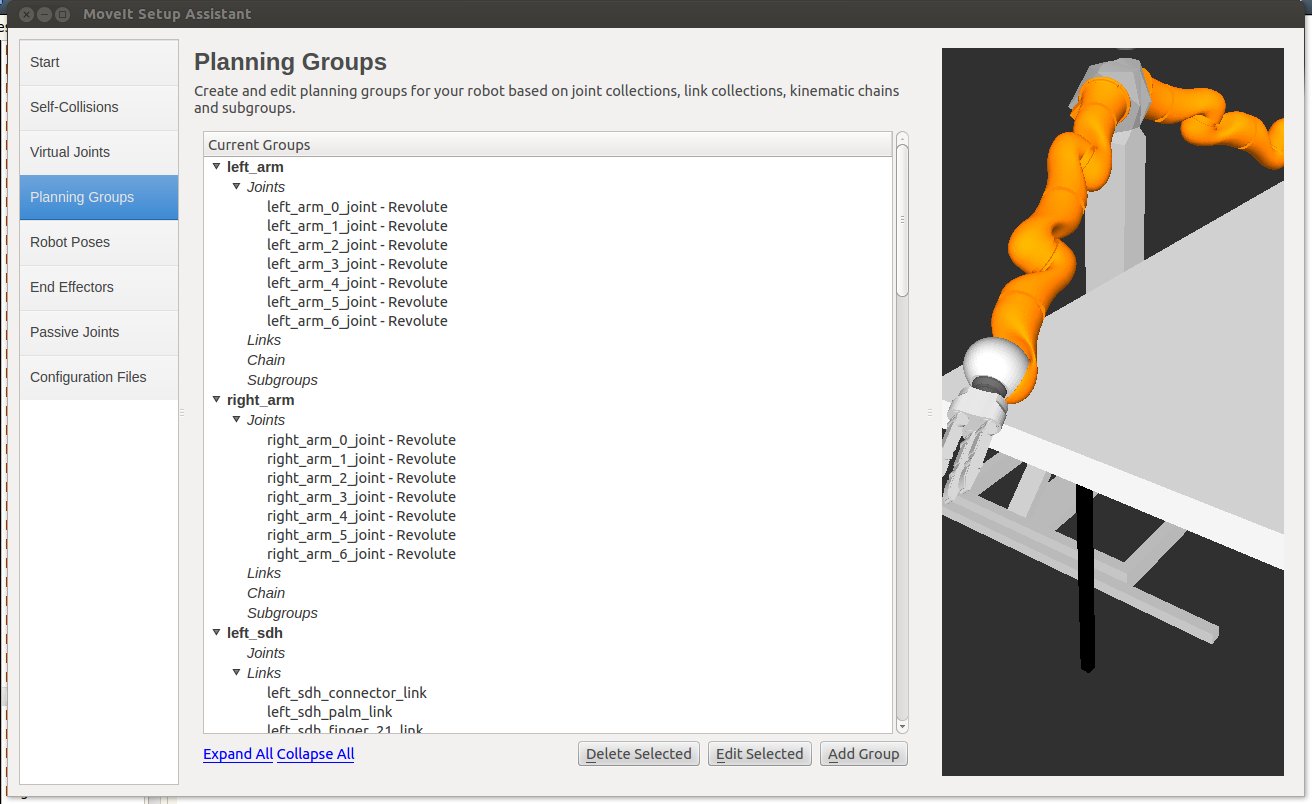 MoveIt Setup Assistant
Start
Self-Collisions
Virtual Joints
Planning Groups
Robot Poses
End Effectors
Passive Joints
Configuration Files
Planning Groups
Create and edit planning groups for your robot based on joint collections, link collections, kinematic chains
and subgroups.
Current Groups
left_arm
Joints
left_arm_0_joint - Revolute
left_arm_1_joint - Revolute
left_arm_2_joint - Revolute
left_arm_3_joint - Revolute
left_arm_4_joint - Revolute
left_arm_5_joint - Revolute
left_arm_6_joint - Revolute
Links
Chain
Subgroups
right_arm
Joints
right_arm_0_joint - Revolute
right_arm_1_joint - Revolute
right_arm_2_joint - Revolute
right_arm_3_joint - Revolute
right_arm_4_joint - Revolute
right_arm_5_joint - Revolute
right_arm_6_joint - Revolute
Links
Chain
Subgroups
left_sdh
Joints
Links
left_sdh_connector_link
left_sdh_palm_link
left_sdh_finger_21_link
Expand All Collapse All
Delete Selected
Edit Selected
Add Group